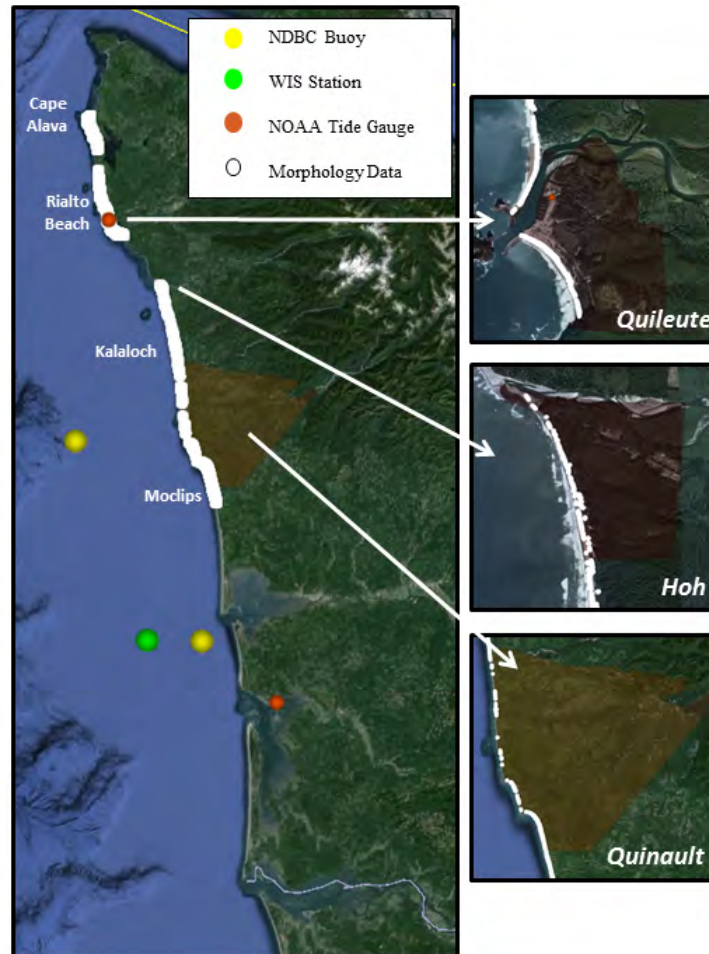 NDBC Buoy
WIS Station
NOAA Tide Gauge
Morphology Data
Cape
Alava
Rialto
Beach
Kalaloch
Moclips
Quileute
Hoh
Quinault